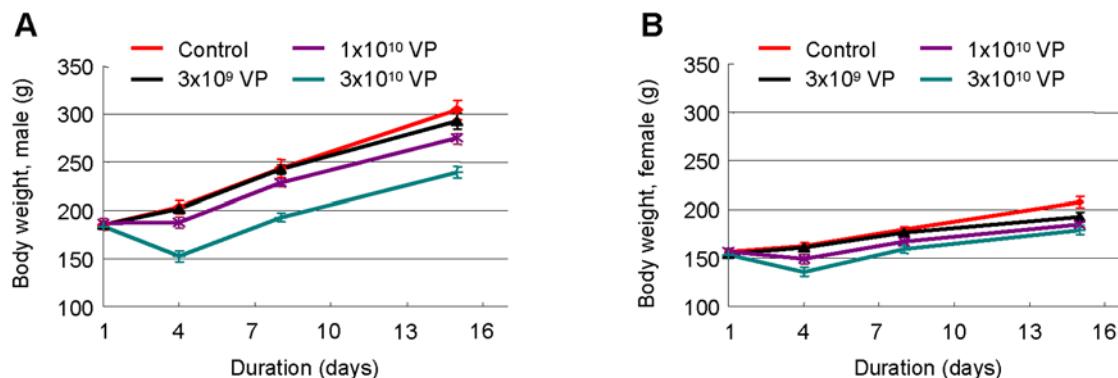 A
Control
1x10¹⁰ VP
3x10⁹ VP
3x10¹⁰ VP
Body weight, male (g)
350
300
250
200
150
100
1 4 7 10 13 16
Duration (days)
B
Control
1x10¹⁰ VP
3x10⁹ VP
3x10¹⁰ VP
Body weight, female (g)
350
300
250
200
150
100
1 4 7 10 13 16
Duration (days)